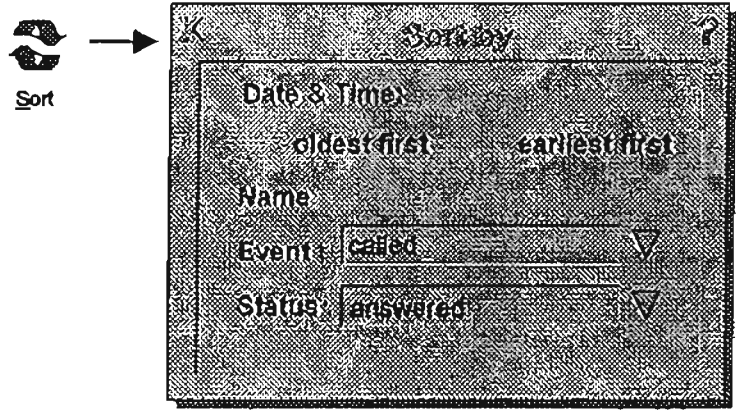 Sort
X Sort by ?
Date & Time:
oldest first earliest first
Name
Event: called
Status: answered